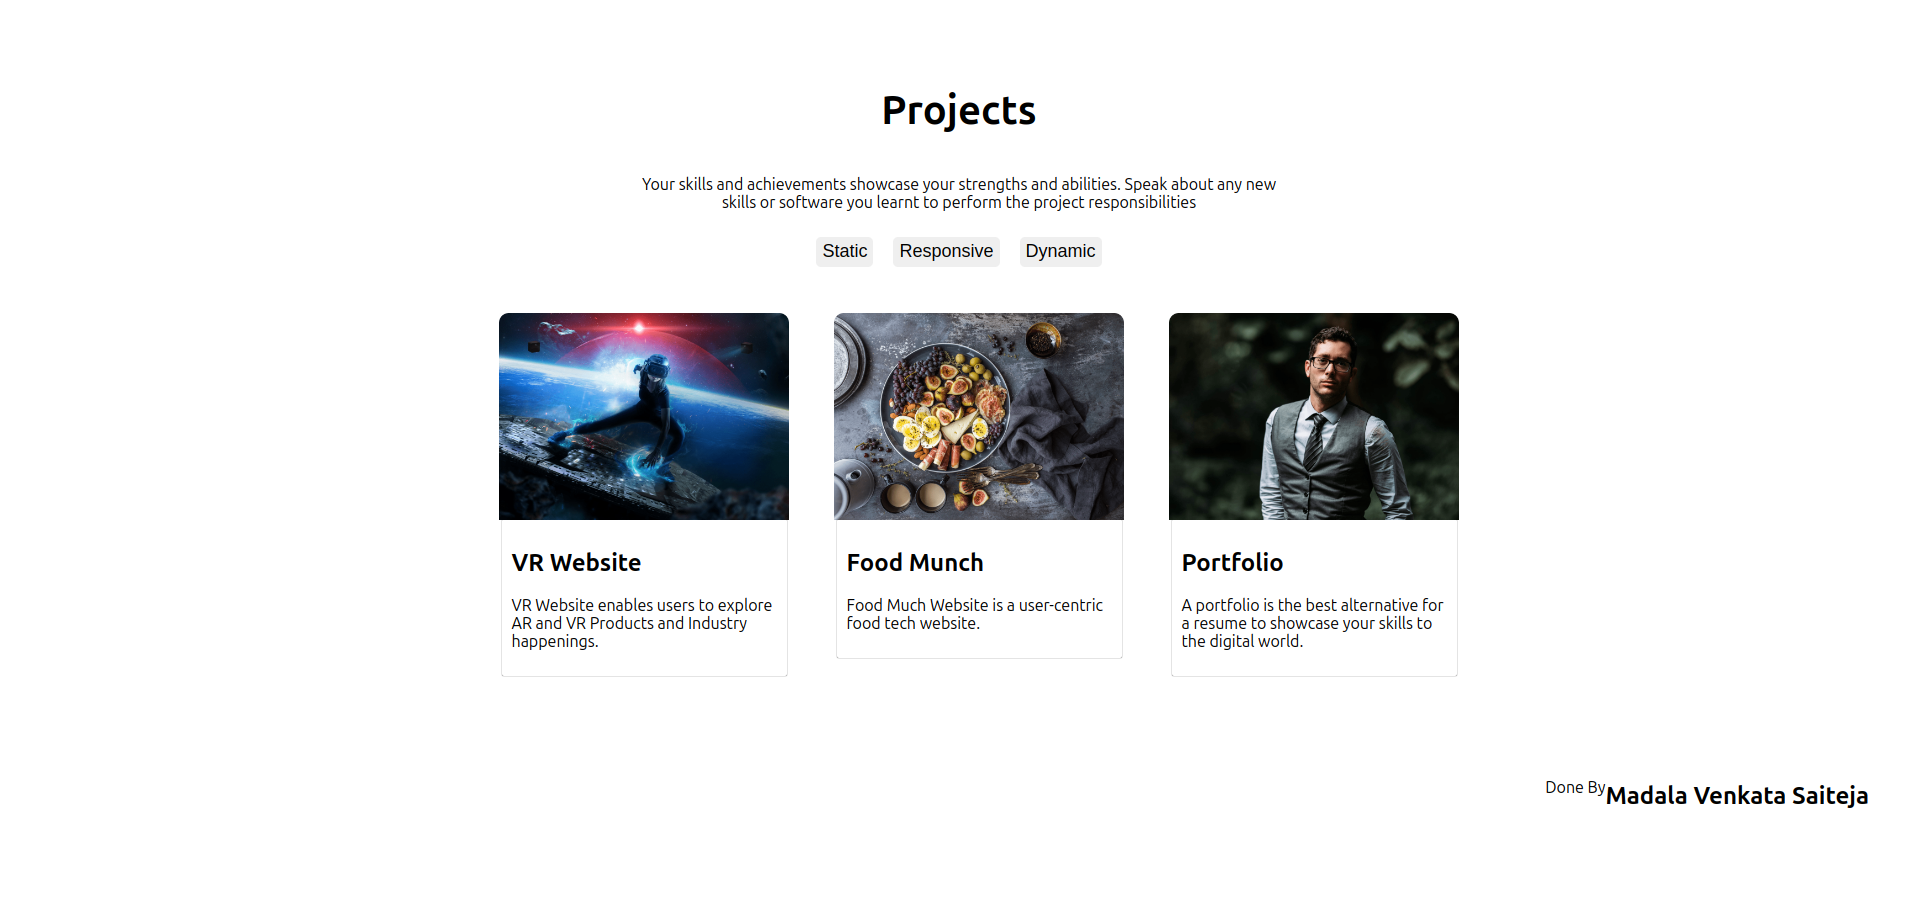 Projects
Your skills and achievements showcase your strengths and abilities. Speak about any new
skills or software you learnt to perform the project responsibilities
Static Responsive Dynamic
VR Website
VR Website enables users to explore
AR and VR Products and Industry
happenings.
Food Munch
Food Much Website is a user-centric
food tech website.
Portfolio
A portfolio is the best alternative for
a resume to showcase your skills to
the digital world.
Done By Madala Venkata Saiteja